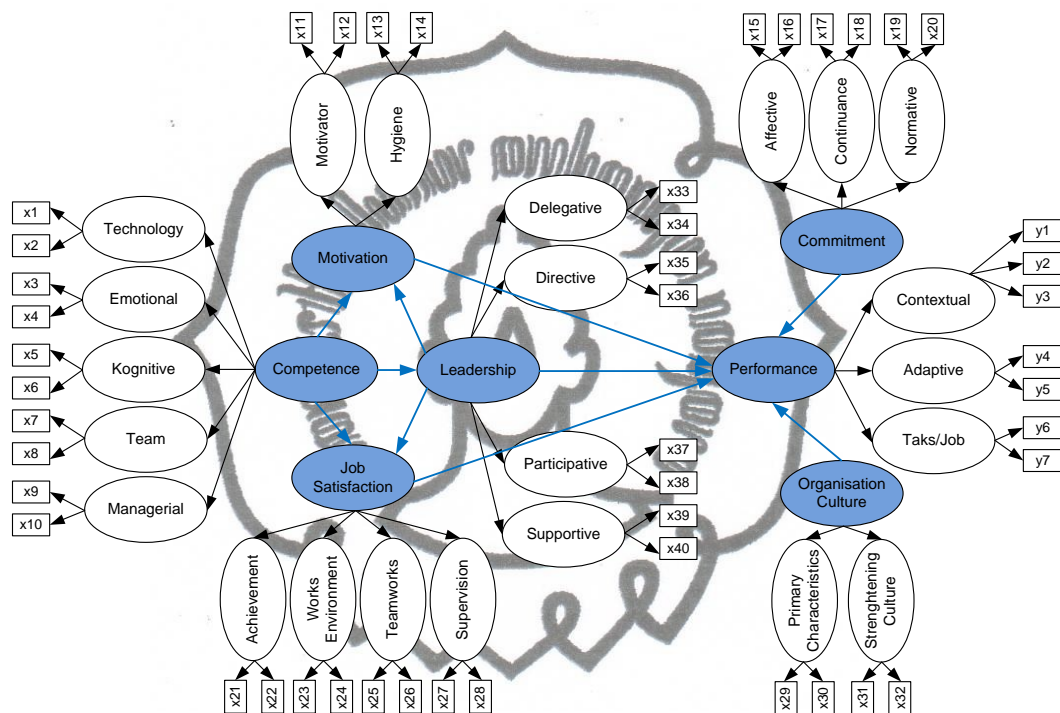 x11
x12
x13
x14
x15
x16
x17
x18
x19
x20
Motivator
Hygiene
Affective
Continuance
Normative
x1
x2
Technology
x3
x4
Emotional
x5
x6
Kognitive
x7
x8
Team
x9
x10
Managerial
Motivation
Competence
Leadership
Job
Satisfaction
Delegative
x33
x34
Directive
x35
x36
Participative
x37
x38
Supportive
x39
x40
Commitment
Performance
Organisation
Culture
Contextual
y1
y2
y3
Adaptive
y4
y5
Taks/Job
y6
y7
Achievement
Works
Environment
Teamworks
Supervision
Primary
Characteristics
Strenghtening
Culture
x21
x22
x23
x24
x25
x26
x27
x28
x29
x30
x31
x32